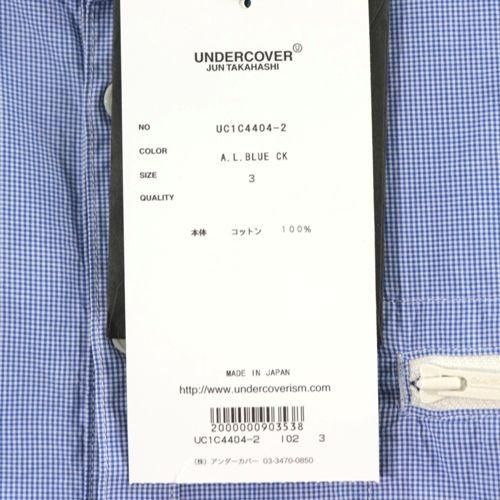 UNDERCOVER U
JUN TAKAHASHI
NO UC1C4404-2
COLOR A.L.BLUE CK
SIZE 3
QUALITY
本体 コットン 100%
MADE IN JAPAN
http://www.undercoverism.com
2000000903538
UC1C4404-2 I02 3
(株) アンダーカバー 03-3470-0850